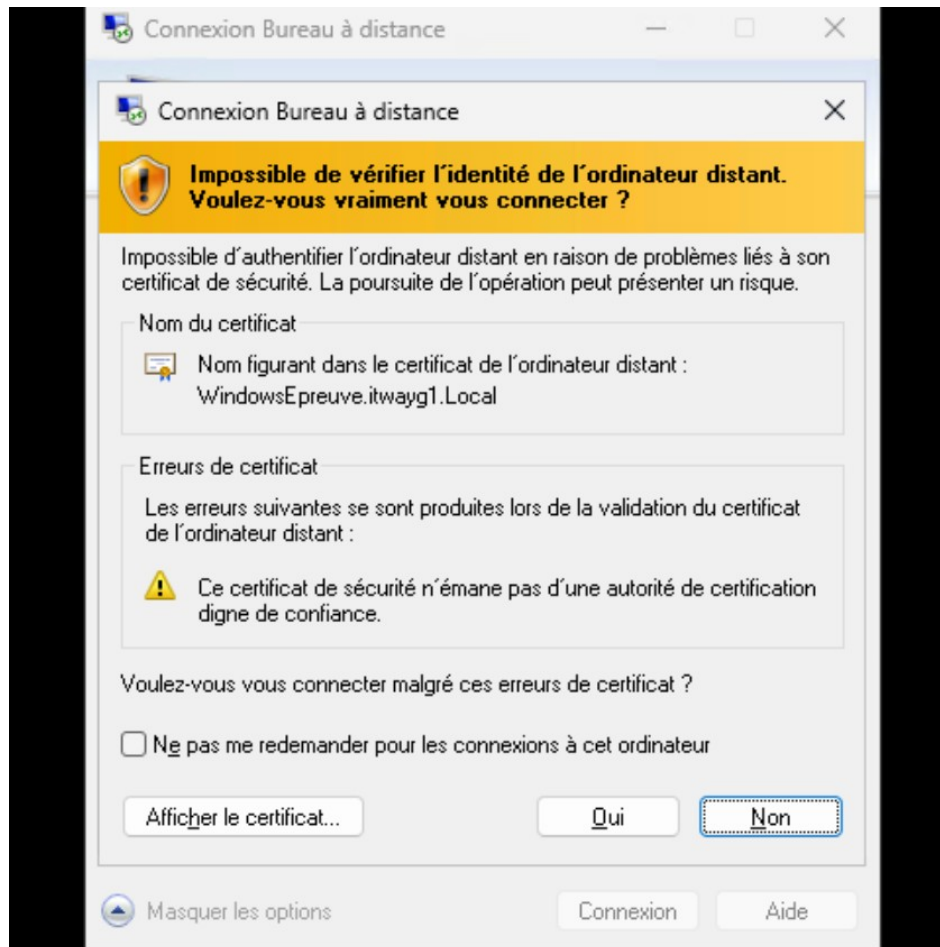 Connexion Bureau à distance
Connexion Bureau à distance
Impossible de vérifier l'identité de l'ordinateur distant.
Voulez-vous vraiment vous connecter ?
Impossible d'authentifier l'ordinateur distant en raison de problèmes liés à son
certificat de sécurité. La poursuite de l'opération peut présenter un risque.
Nom du certificat
Nom figurant dans le certificat de l'ordinateur distant :
WindowsEpreuve.itwayg1.Local
Erreurs de certificat
Les erreurs suivantes se sont produites lors de la validation du certificat
de l'ordinateur distant :
Ce certificat de sécurité n'émane pas d'une autorité de certification
digne de confiance.
Voulez-vous vous connecter malgré ces erreurs de certificat ?
Ne pas me redemander pour les connexions à cet ordinateur
Afficher le certificat... Oui Non
Masquer les options Connexion Aide